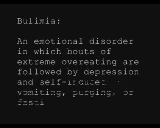 Bulimia:
An emotional disorder
in which bouts of
extreme overeating are
followed by depression
and self-induced
vomiting, purging, or